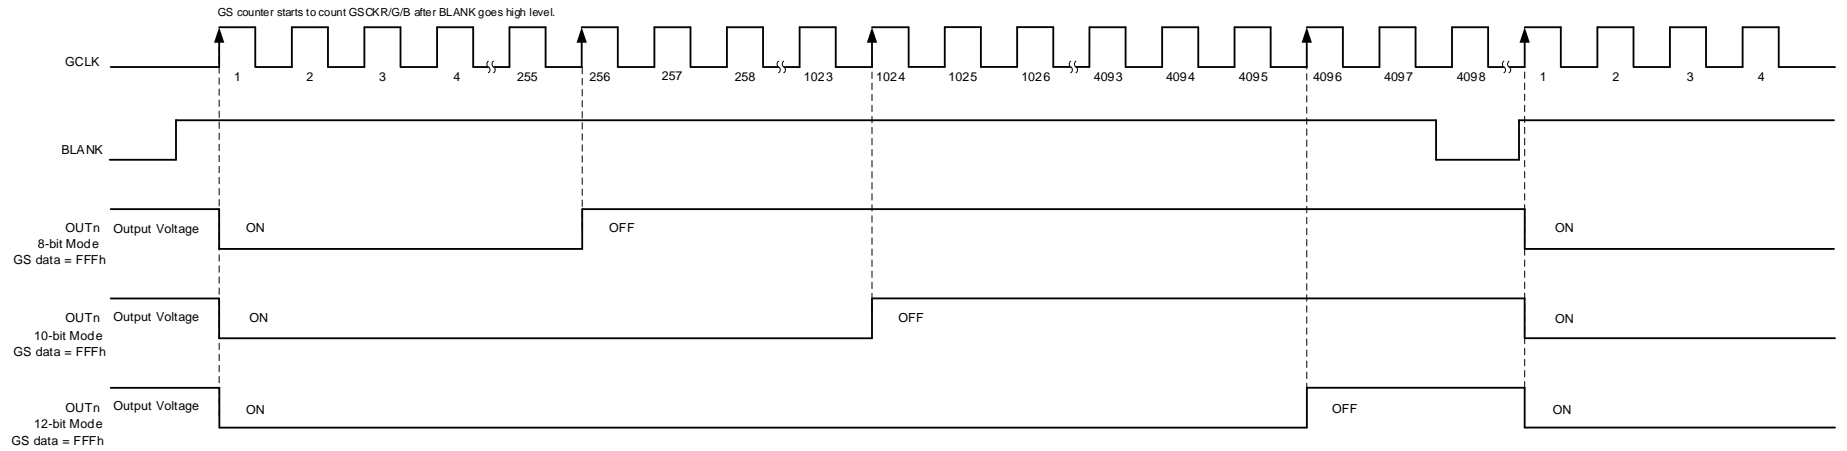 GS counter starts to count GSCKR/G/B after BLANK goes high level.
GCLK
1 2 3 4 255 256 257 258 1023 1024 1025 1026 4093 4094 4095 4096 4097 4098 1 2 3 4
BLANK
OUTn Output Voltage ON OFF ON
8-bit Mode
GS data = FFFh
OUTn Output Voltage ON OFF ON
10-bit Mode
GS data = FFFh
OUTn Output Voltage ON OFF ON
12-bit Mode
GS data = FFFh